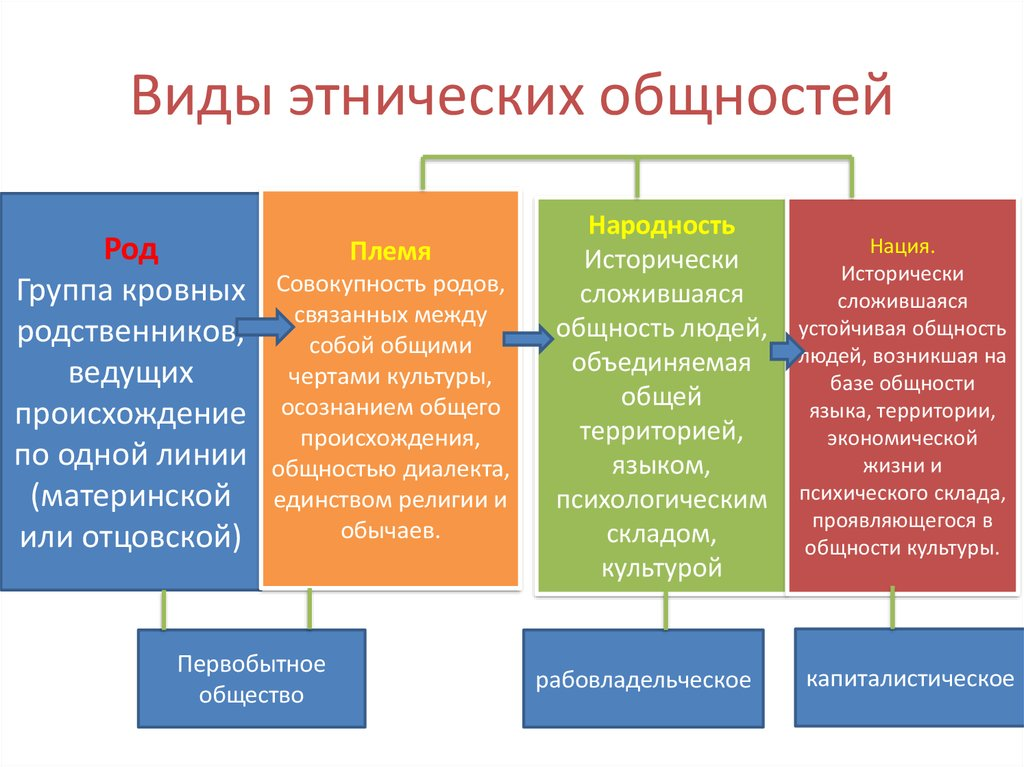 Виды этнических общностей
Род
Группа кровных
родственников,
ведущих
происхождение
по одной линии
(материнской
или отцовской)
Племя
Совокупность родов,
связанных между
собой общими
чертами культуры,
осознанием общего
происхождения,
общностью диалекта,
единством религии и
обычаев.
Народность
Исторически
сложившаяся
общность людей,
объединяемая
общей
территорией,
языком,
психологическим
складом,
культурой
Нация.
Исторически
сложившаяся
устойчивая общность
людей, возникшая на
базе общности
языка, территории,
экономической
жизни и
психического склада,
проявляющегося в
общности культуры.
Первобытное
общество
рабовладельческое
капиталистическое